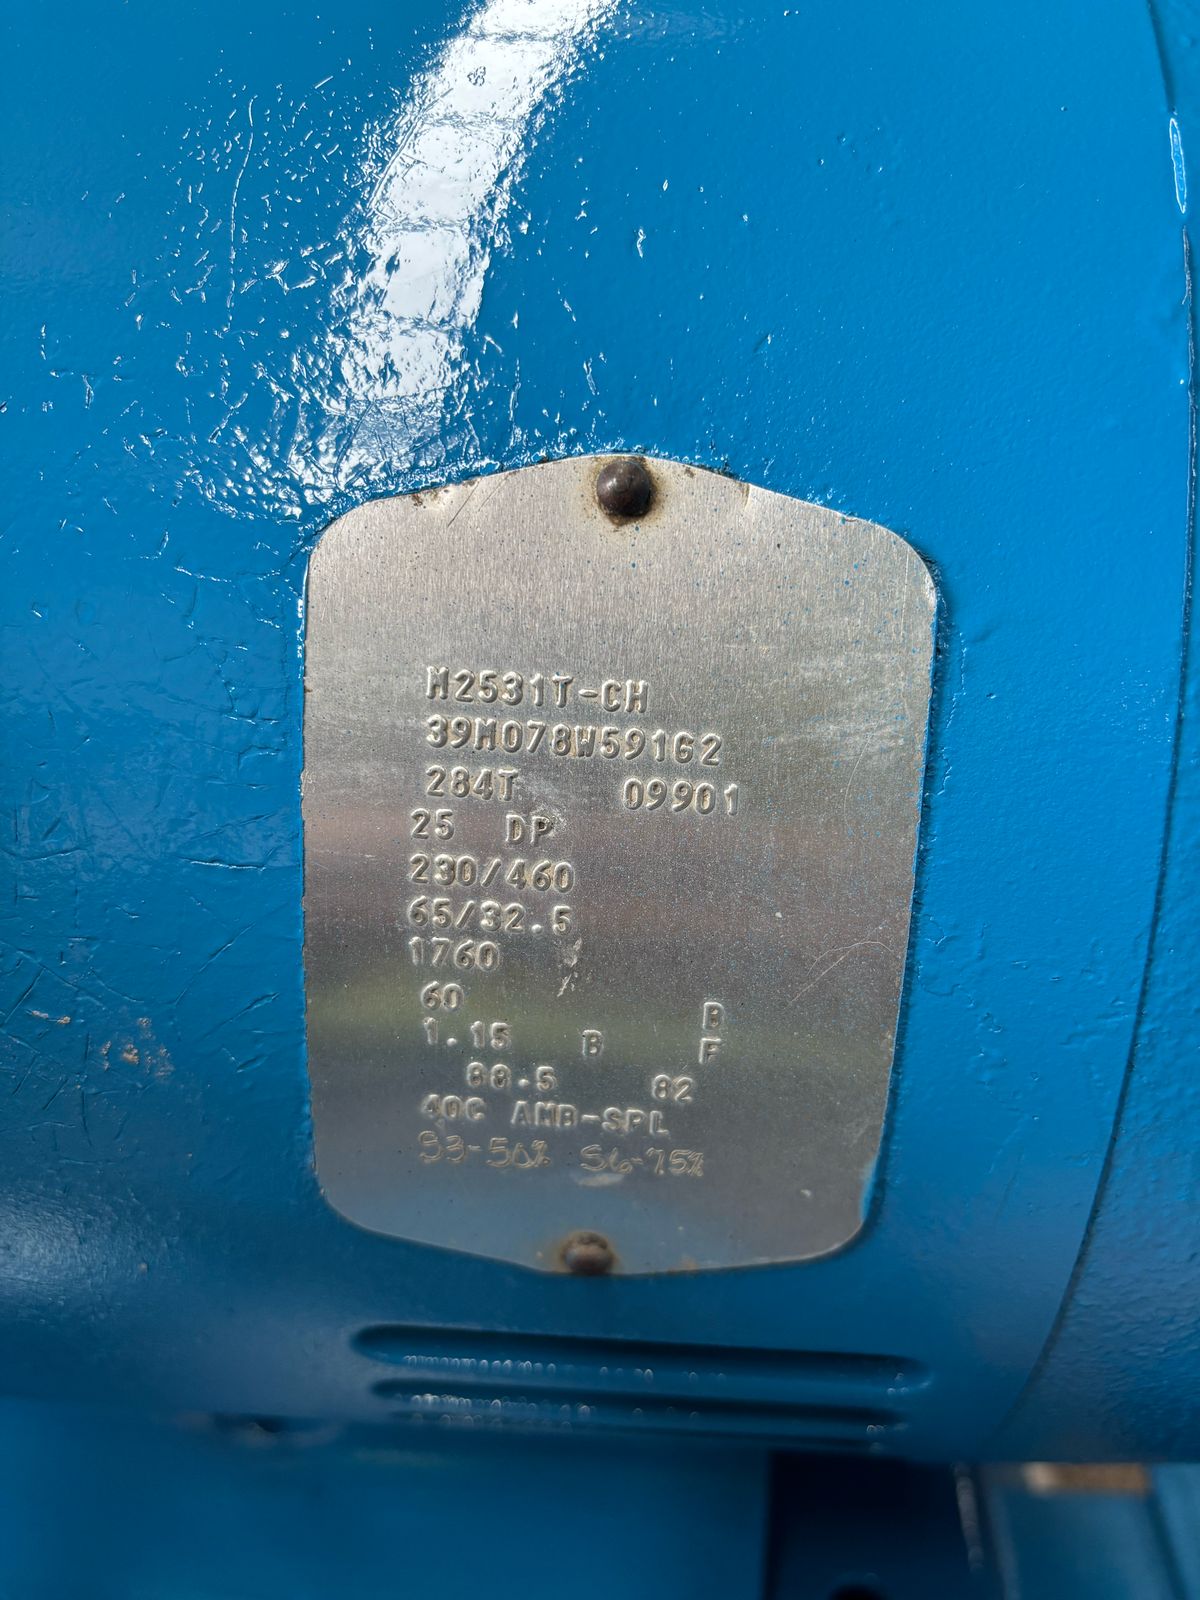 M2531T-CH
39M078W591G2
284T 09901
25 DP
230/460
65/32.5
1760
60 B
1.15 B F
88.5 82
40C AMB-SPL
S3-50% S6-75%